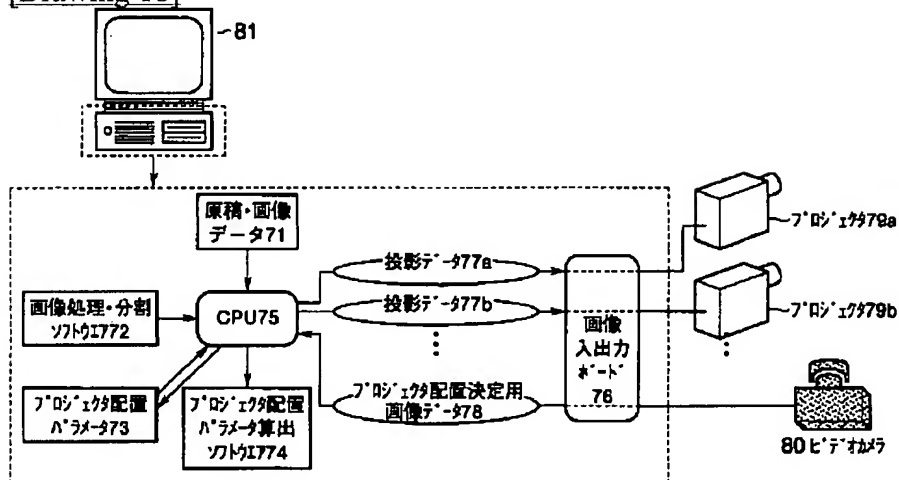 81
原稿・画像
データ71
画像処理・分割
ソフトウエア72
CPU75
プロジェクタ配置
パラメータ73
プロジェクタ配置
パラメータ算出
ソフトウエア74
投影データ77a
投影データ77b
プロジェクタ配置決定用
画像データ78
画像
入出力
ボード
76
プロジェクタ79a
プロジェクタ79b
80 ビデオカメラ